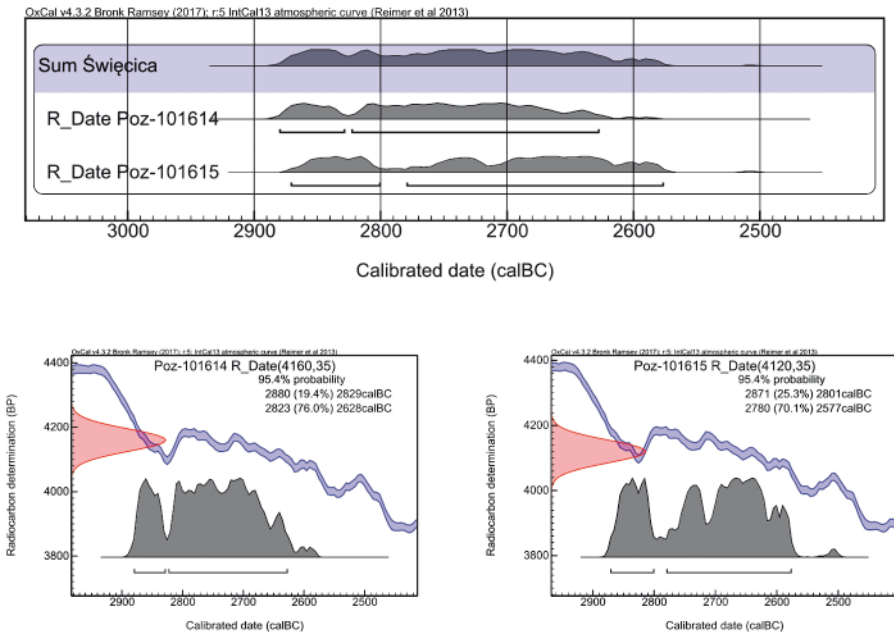 OxCal v4.3.2 Bronk Ramsey (2017); r:5 IntCal13 atmospheric curve (Reimer et al 2013)
Sum Święcica
R_Date Poz-101614
R_Date Poz-101615
3000 2900 2800 2700 2600 2500
Calibrated date (calBC)
OxCal v4.3.2 Bronk Ramsey (2017); r:5 IntCal13 atmospheric curve (Reimer et al 2013)
Poz-101614 R_Date(4160,35)
95.4% probability
2880 (19.4%) 2829calBC
2823 (76.0%) 2628calBC
Radiocarbon determination (BP)
4400
4200
4000
3800
2900 2800 2700 2600 2500
Calibrated date (calBC)
OxCal v4.3.2 Bronk Ramsey (2017); r:5 IntCal13 atmospheric curve (Reimer et al 2013)
Poz-101615 R_Date(4120,35)
95.4% probability
2871 (25.3%) 2801calBC
2780 (70.1%) 2577calBC
Radiocarbon determination (BP)
4400
4200
4000
3800
2900 2800 2700 2600 2500
Calibrated date (calBC)